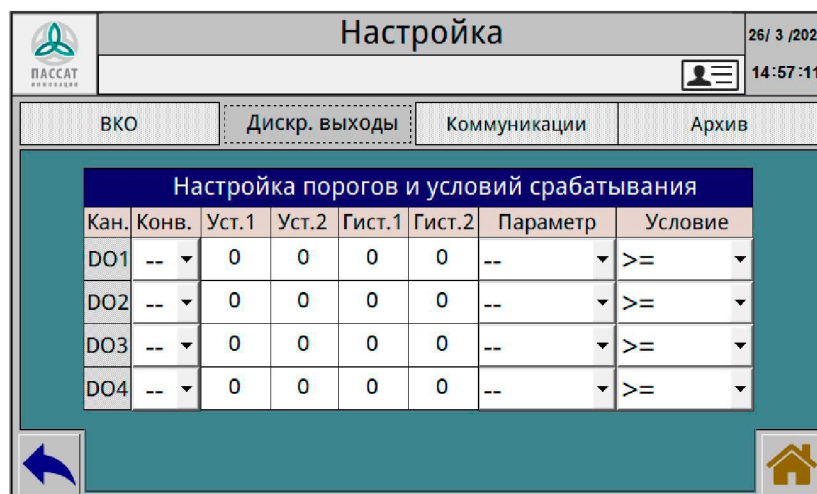 Настройка
26/ 3 /202
ПАССАТ
ИННОВАЦИИ
14:57:11
ВКО Дискр. выходы Коммуникации Архив
Настройка порогов и условий срабатывания
Кан. Конв. Уст.1 Уст.2 Гист.1 Гист.2 Параметр Условие
DO1 -- 0 0 0 0 -- >=
DO2 -- 0 0 0 0 -- >=
DO3 -- 0 0 0 0 -- >=
DO4 -- 0 0 0 0 -- >=